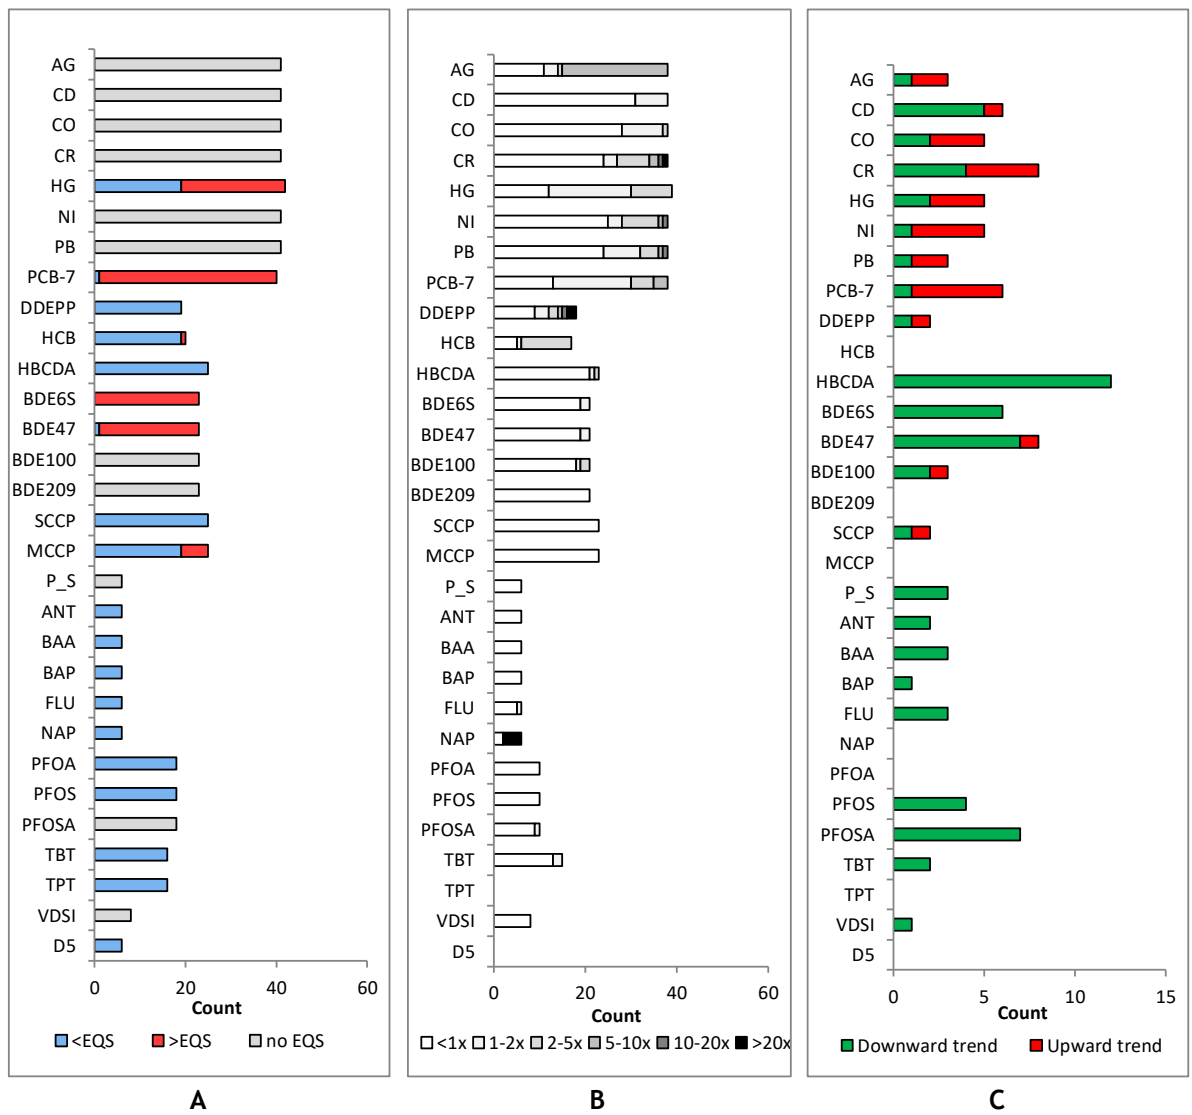 AG
CD
CO
CR
HG
NI
PB
PCB-7
DDEPP
HCB
HBCDA
BDE6S
BDE47
BDE100
BDE209
SCCP
MCCP
P_S
ANT
BAA
BAP
FLU
NAP
PFOA
PFOS
PFOSA
TBT
TPT
VDSI
D5
0 20 40 60
Count
<EQS >EQS no EQS
A
AG
CD
CO
CR
HG
NI
PB
PCB-7
DDEPP
HCB
HBCDA
BDE6S
BDE47
BDE100
BDE209
SCCP
MCCP
P_S
ANT
BAA
BAP
FLU
NAP
PFOA
PFOS
PFOSA
TBT
TPT
VDSI
D5
0 20 40 60
Count
<1x 1-2x 2-5x 5-10x 10-20x >20x
B
AG
CD
CO
CR
HG
NI
PB
PCB-7
DDEPP
HCB
HBCDA
BDE6S
BDE47
BDE100
BDE209
SCCP
MCCP
P_S
ANT
BAA
BAP
FLU
NAP
PFOA
PFOS
PFOSA
TBT
TPT
VDSI
D5
0 5 10 15
Count
Downward trend Upward trend
C